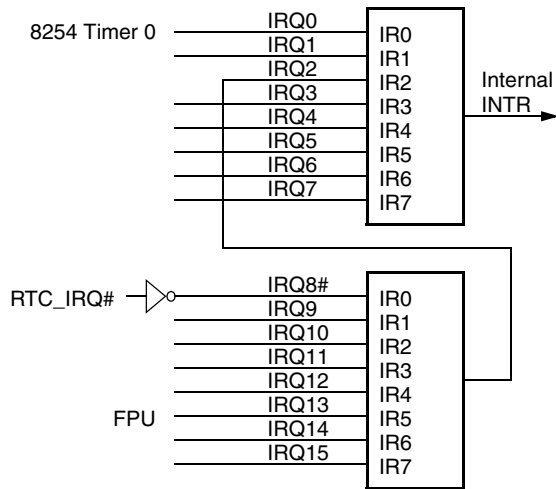 8254 Timer 0
IRQ0
IRQ1
IRQ2
IRQ3
IRQ4
IRQ5
IRQ6
IRQ7
IR0
IR1
IR2
IR3
IR4
IR5
IR6
IR7
Internal
INTR
RTC_IRQ#
FPU
IRQ8#
IRQ9
IRQ10
IRQ11
IRQ12
IRQ13
IRQ14
IRQ15
IR0
IR1
IR2
IR3
IR4
IR5
IR6
IR7